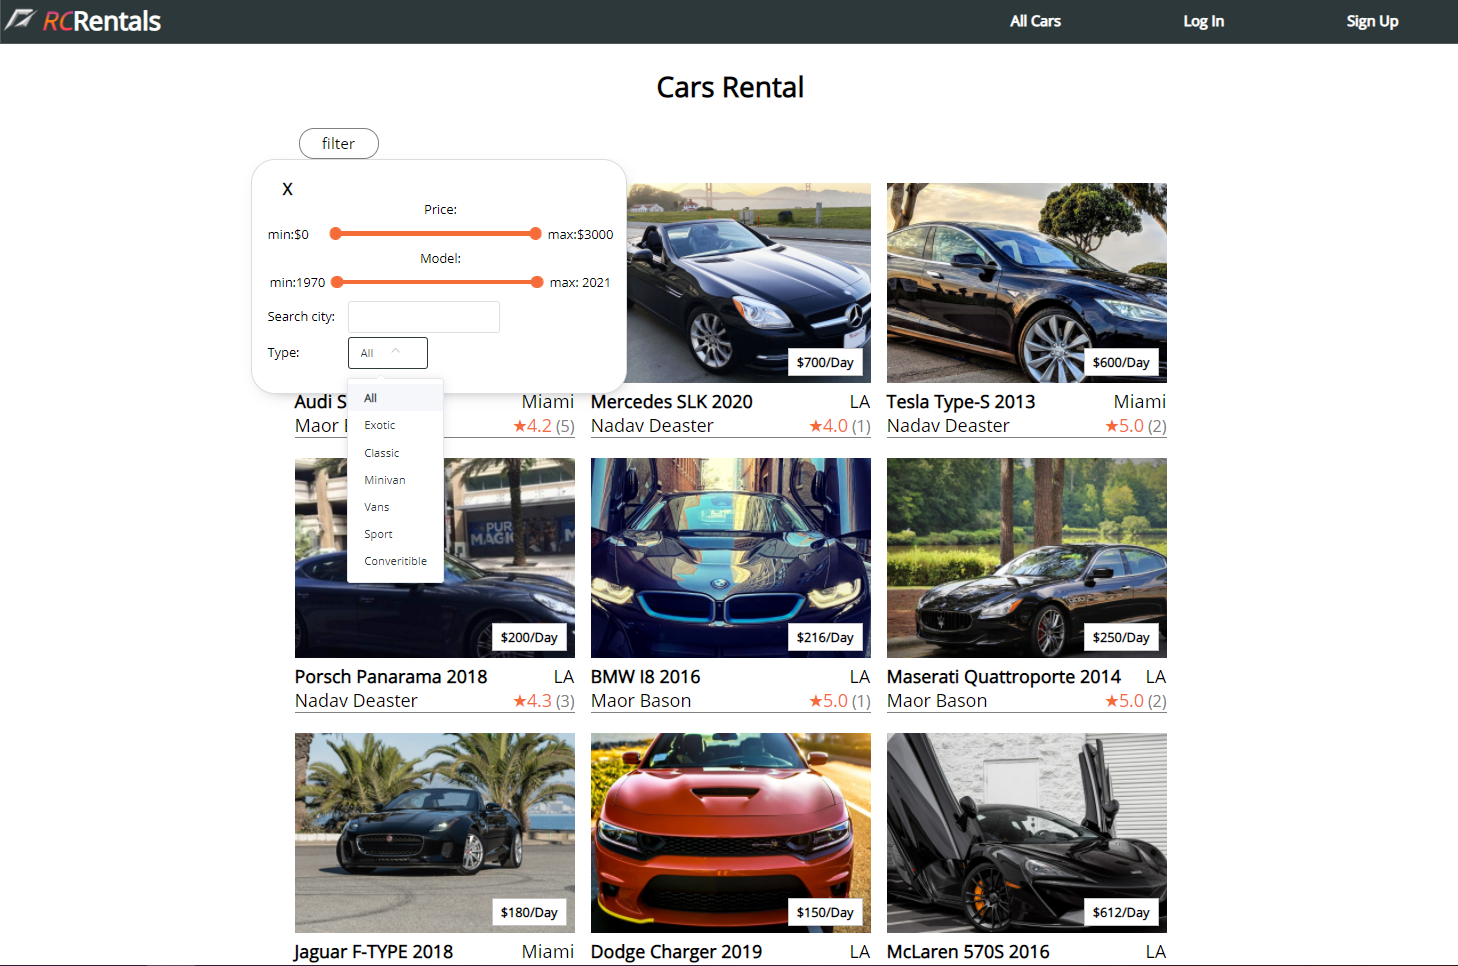 RCRentals
All Cars
Log In
Sign Up
Cars Rental
filter
X
Price:
min:$0
max:$3000
Model:
min:1970
max: 2021
Search city:
Type:
All
All
Exotic
Classic
Minivan
Vans
Sport
Converitible
$700/Day
$600/Day
Audi S
Miami
Maor
★4.2 (5)
Mercedes SLK 2020
LA
Nadav Deaster
★4.0 (1)
Tesla Type-S 2013
Miami
Nadav Deaster
★5.0 (2)
PUR
MAGIC
$200/Day
$216/Day
$250/Day
Porsch Panarama 2018
LA
Nadav Deaster
★4.3 (3)
BMW I8 2016
LA
Maor Bason
★5.0 (1)
Maserati Quattroporte 2014
LA
Maor Bason
★5.0 (2)
$180/Day
$150/Day
$612/Day
Jaguar F-TYPE 2018
Miami
Dodge Charger 2019
LA
McLaren 570S 2016
LA